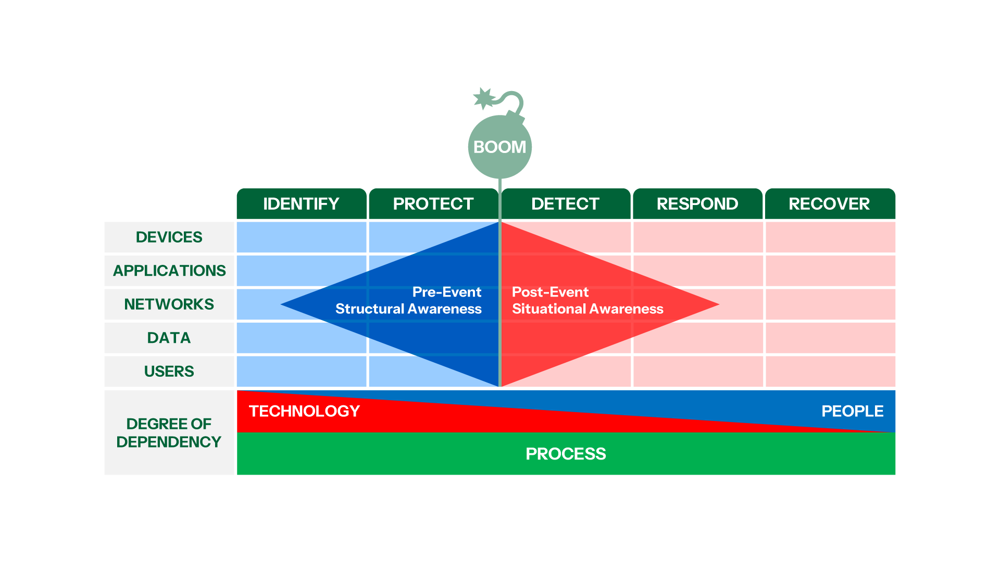 BOOM
IDENTIFY
PROTECT
DETECT
RESPOND
RECOVER
DEVICES
APPLICATIONS
NETWORKS
DATA
USERS
Pre-Event
Structural Awareness
Post-Event
Situational Awareness
DEGREE OF
DEPENDENCY
TECHNOLOGY
PEOPLE
PROCESS